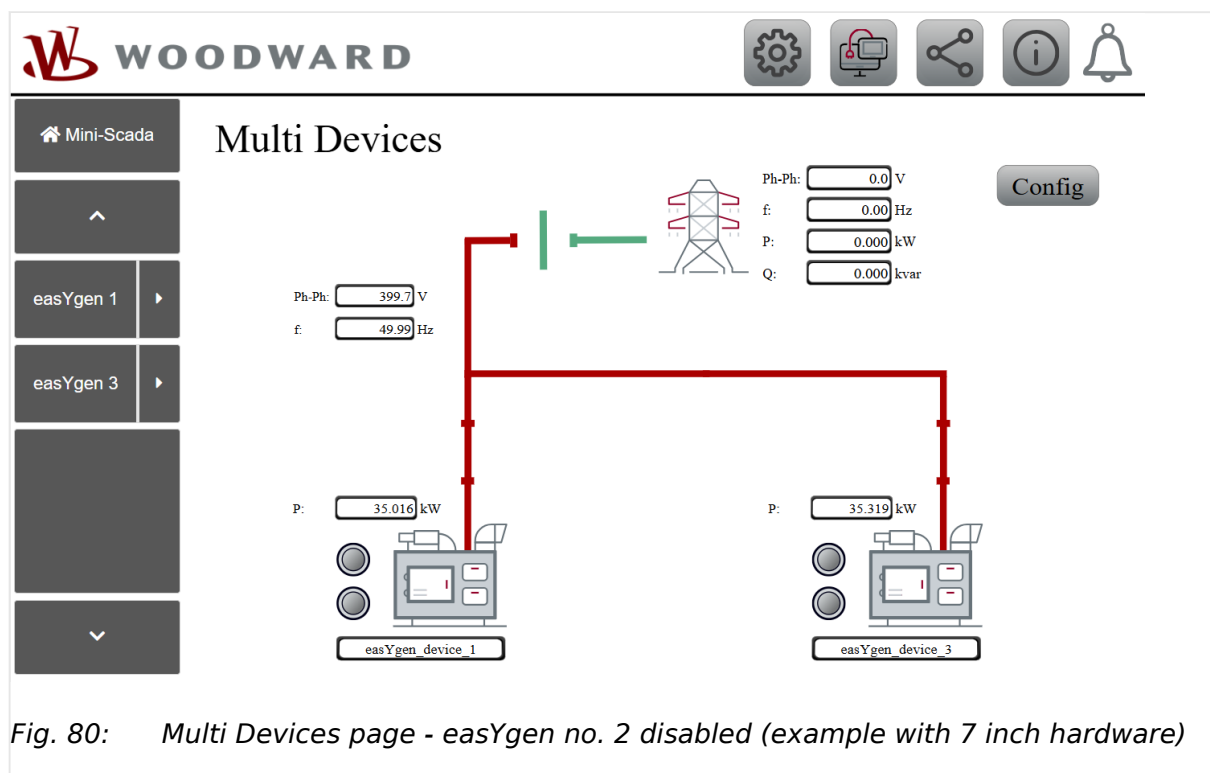 WOODWARD
Mini-Scada
Multi Devices
Config
Ph-Ph: 0.0 V
f: 0.00 Hz
P: 0.000 kW
Q: 0.000 kvar
easYgen 1
Ph-Ph: 399.7 V
f: 49.99 Hz
easYgen 3
P: 35.016 kW
P: 35.319 kW
easYgen_device_1
easYgen_device_3
Fig. 80: Multi Devices page - easYgen no. 2 disabled (example with 7 inch hardware)